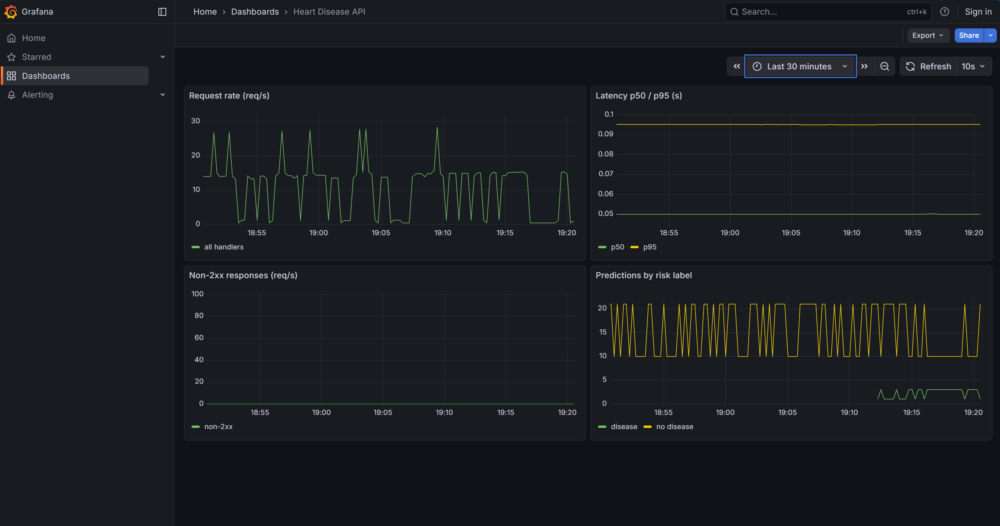 Grafana
Home › Dashboards › Heart Disease API
Search...
ctrl+k
Sign in
Home
Starred
Dashboards
Alerting
Export
Share
Last 30 minutes
Refresh
10s
Request rate (req/s)
30
20
10
0
18:55 19:00 19:05 19:10 19:15 19:20
all handlers
Latency p50 / p95 (s)
0.1
0.09
0.08
0.07
0.06
0.05
18:55 19:00 19:05 19:10 19:15 19:20
p50 p95
Non-2xx responses (req/s)
100
80
60
40
20
0
18:55 19:00 19:05 19:10 19:15 19:20
non-2xx
Predictions by risk label
20
15
10
5
0
18:55 19:00 19:05 19:10 19:15 19:20
disease no disease